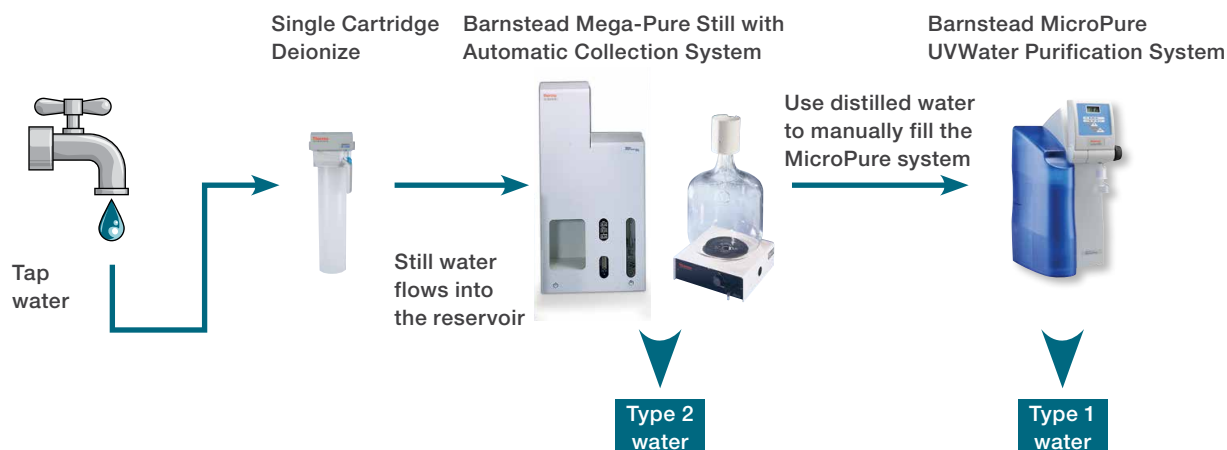 Single Cartridge
Deionize
Barnstead Mega-Pure Still with
Automatic Collection System
Barnstead MicroPure
UVWater Purification System
Use distilled water
to manually fill the
MicroPure system
Tap
water
Still water
flows into
the reservoir
Type 2
water
Type 1
water